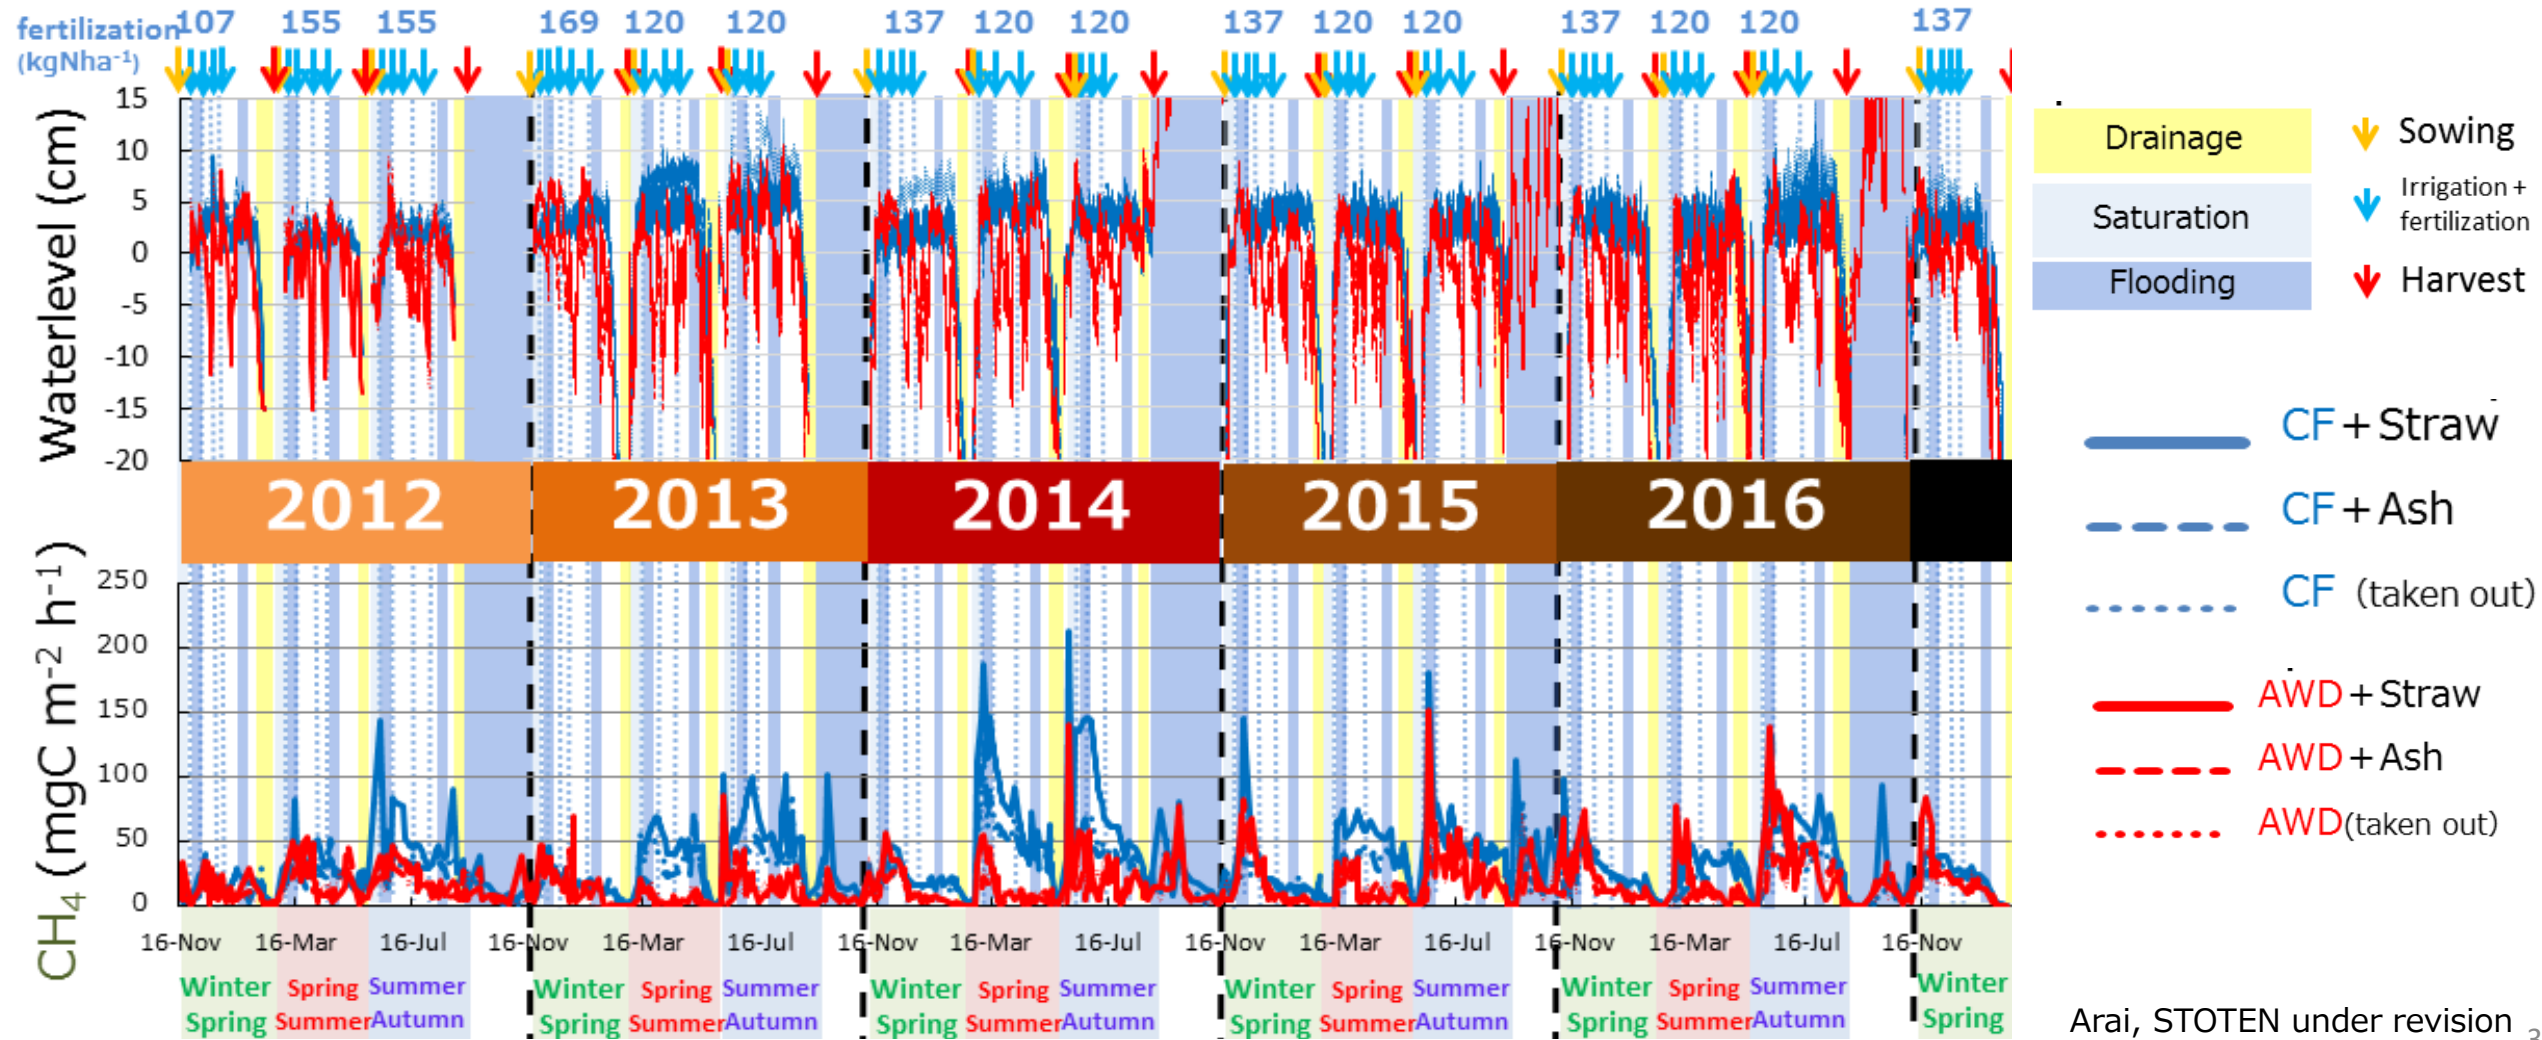 fertilization 107 155 155 169 120 120 137 120 120 137 120 120 137 120 120 137
(kgNha⁻¹)
Waterlevel (cm)
15
10
5
0
-5
-10
-15
-20
2012 2013 2014 2015 2016
CH₄ (mgC m⁻² h⁻¹)
250
200
150
100
50
0
16-Nov 16-Mar 16-Jul 16-Nov 16-Mar 16-Jul 16-Nov 16-Mar 16-Jul 16-Nov 16-Mar 16-Jul 16-Nov 16-Mar 16-Jul 16-Nov
Winter Spring Summer Winter Spring Summer Winter Spring Summer Winter Spring Summer Winter Spring Summer Winter
Spring Summer Autumn Spring Summer Autumn Spring Summer Autumn Spring Summer Autumn Spring Summer Autumn Spring
Drainage
Saturation
Flooding
Sowing
Irrigation +
fertilization
Harvest
CF + Straw
CF + Ash
CF (taken out)
AWD + Straw
AWD + Ash
AWD (taken out)
Arai, STOTEN under revision
3